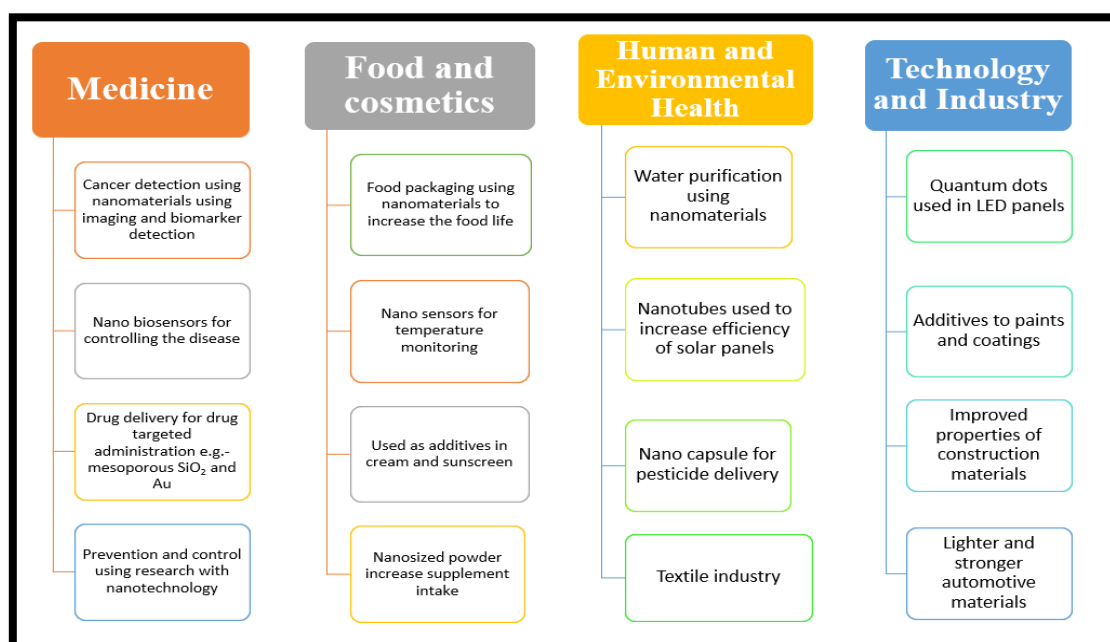 Medicine
Cancer detection using
nanomaterials using
imaging and biomarker
detection
Nano biosensors for
controlling the disease
Drug delivery for drug
targeted
administration e.g.-
mesoporous SiO₂ and
Au
Prevention and control
using research with
nanotechnology
Food and
cosmetics
Food packaging using
nanomaterials to
increase the food life
Nano sensors for
temperature
monitoring
Used as additives in
cream and sunscreen
Nanosized powder
increase supplement
intake
Human and
Environmental
Health
Water purification
using
nanomaterials
Nanotubes used to
increase efficiency
of solar panels
Nano capsule for
pesticide delivery
Textile industry
Technology
and Industry
Quantum dots
used in LED panels
Additives to paints
and coatings
Improved
properties of
construction
materials
Lighter and
stronger
automotive
materials